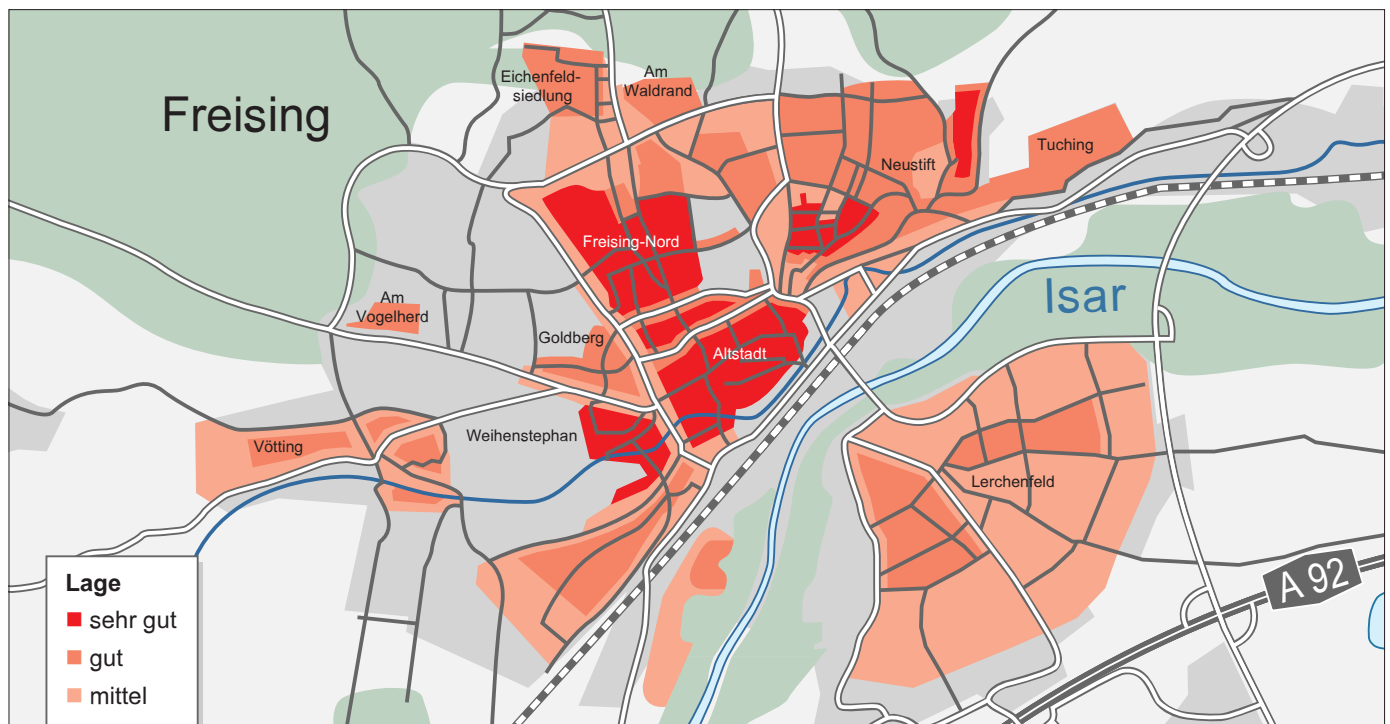 Freising
Eichenfeld-
siedlung
Am
Waldrand
Neustift
Tuching
Freising-Nord
Isar
Am
Vogelherd
Goldberg
Altstadt
Weihenstephan
Vötting
Lerchenfeld
A 92
Lage
sehr gut
gut
mittel